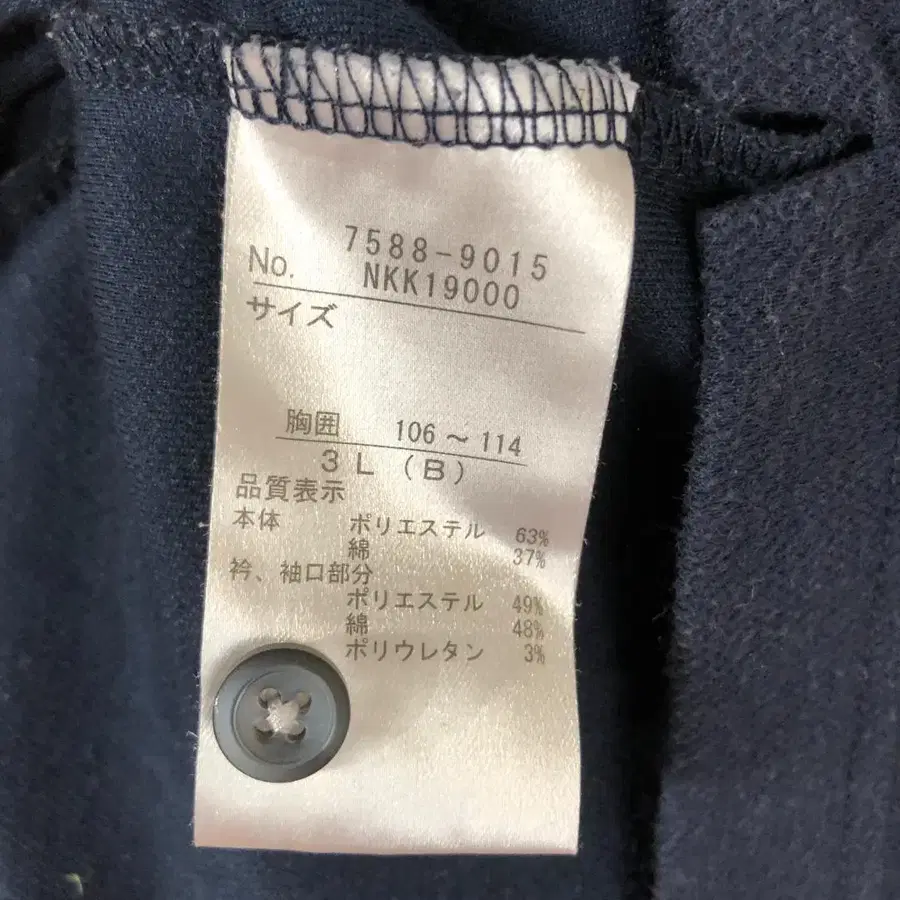 7588-9015
No. NKK19000
サイズ
胸囲 106～114
3L(B)
品質表示
本体 ポリエステル 63%
綿 37%
衿、袖口部分
ポリエステル 49%
綿 48%
ポリウレタン 3%